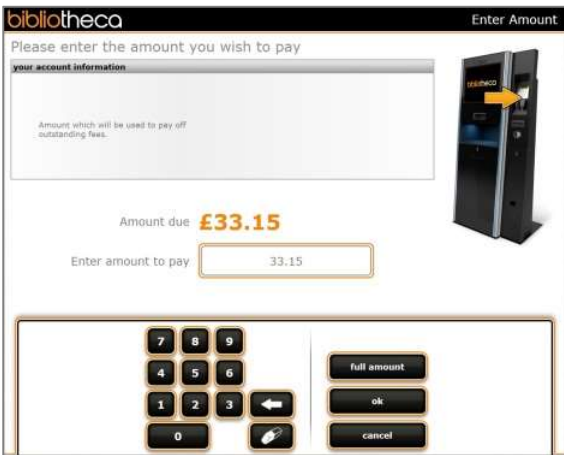 bibliotheca
Enter Amount
Please enter the amount you wish to pay
your account information
Amount which will be used to pay off
outstanding fees.
Amount due £33.15
Enter amount to pay 33.15
7 8 9
4 5 6
1 2 3
0
full amount
ok
cancel
bibliotheca